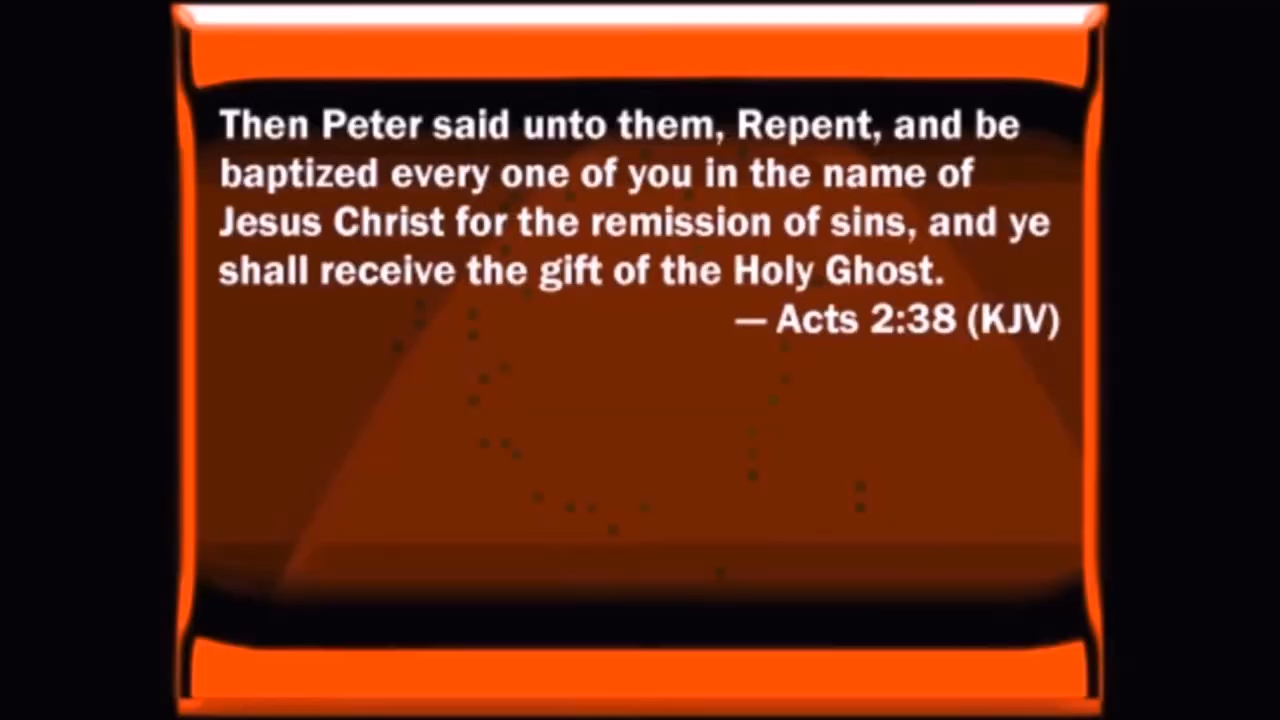 Then Peter said unto them, Repent, and be
baptized every one of you in the name of
Jesus Christ for the remission of sins, and ye
shall receive the gift of the Holy Ghost.
— Acts 2:38 (KJV)